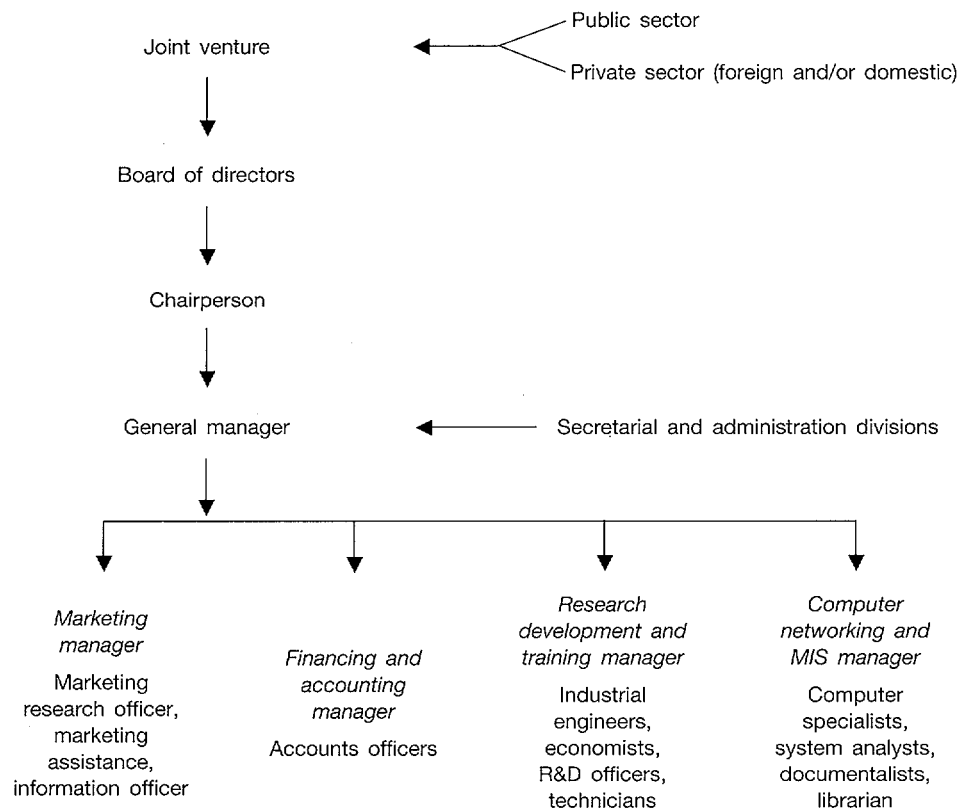 Public sector
Joint venture
Private sector (foreign and/or domestic)
Board of directors
Chairperson
General manager
Secretarial and administration divisions
Marketing
manager
Marketing
research officer,
marketing
assistance,
information officer
Financing and
accounting
manager
Accounts officers
Research
development and
training manager
Industrial
engineers,
economists,
R&D officers,
technicians
Computer
networking and
MIS manager
Computer
specialists,
system analysts,
documentalists,
librarian